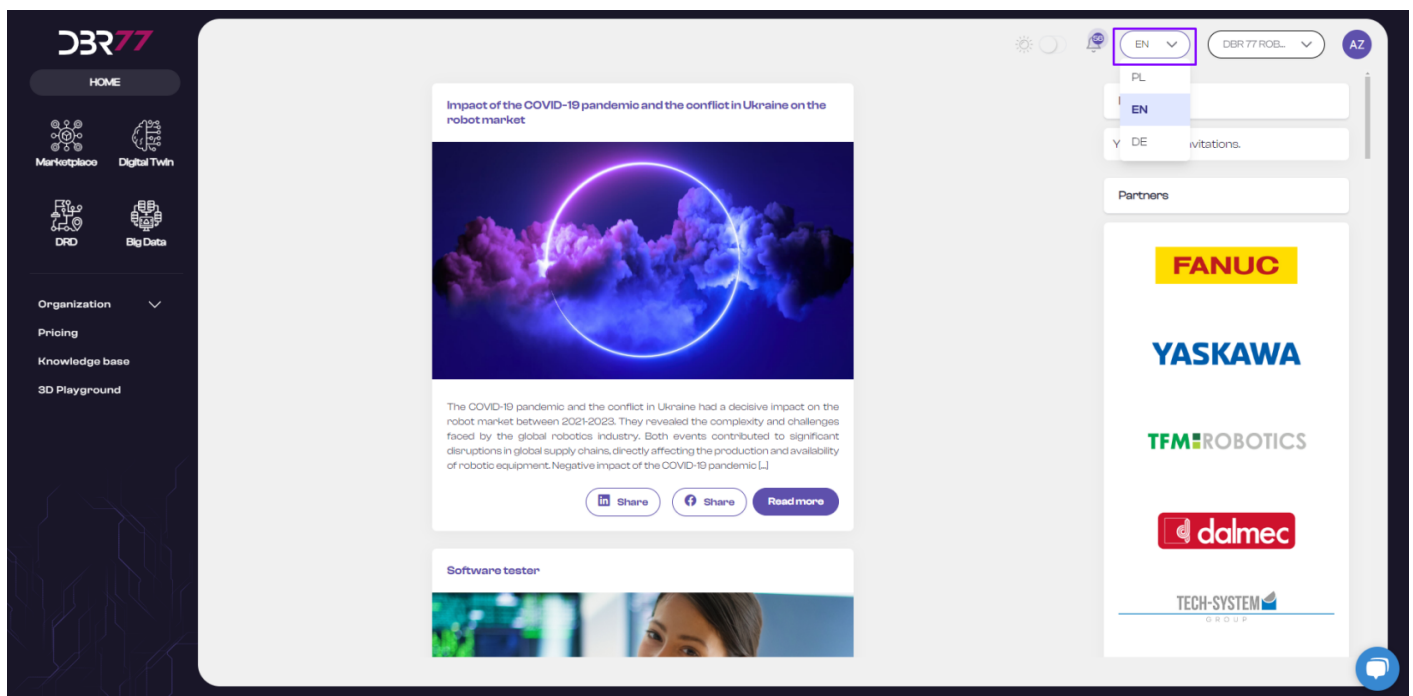 DBR77
HOME
Marketplace
Digital Twin
DRD
Big Data
Organization
Pricing
Knowledge base
3D Playground
EN
DBR 77 ROB...
AZ
PL
EN
DE
Impact of the COVID-19 pandemic and the conflict in Ukraine on the
robot market
The COVID-19 pandemic and the conflict in Ukraine had a decisive impact on the
robot market between 2021-2023. They revealed the complexity and challenges
faced by the global robotics industry. Both events contributed to significant
disruptions in global supply chains, directly affecting the production and availability
of robotic equipment. Negative impact of the COVID-19 pandemic [...]
Share
Share
Read more
Software tester
Partners
FANUC
YASKAWA
TFM ROBOTICS
dalmec
TECH-SYSTEM
GROUP